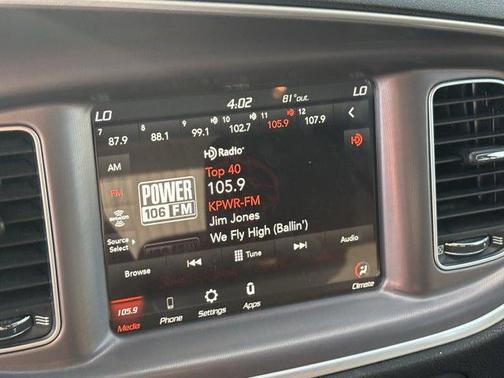 LO 4:02 81°out. LO
7 8 9 10 11 12
87.9 88.1 99.1 102.7 105.9 107.9
AM
FM
Source
Select
HD Radio
HD
Top 40
105.9
KPWR-FM
Jim Jones
We Fly High (Ballin')
POWER
106 FM
Browse Tune Audio
105.9
Media Phone Settings Apps Climate